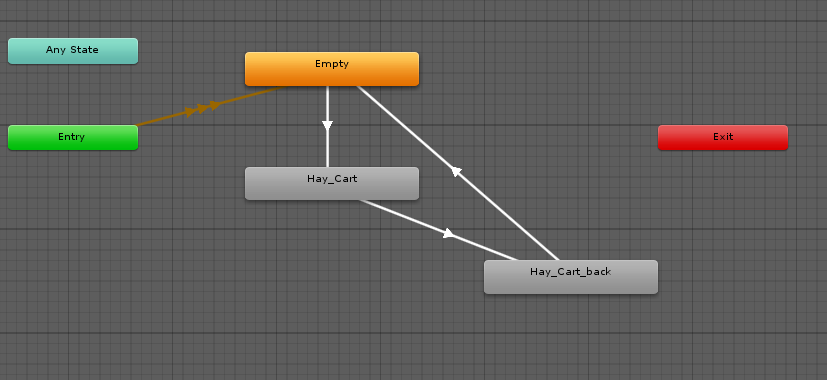 Any State
Empty
Entry
Exit
Hay_Cart
Hay_Cart_back